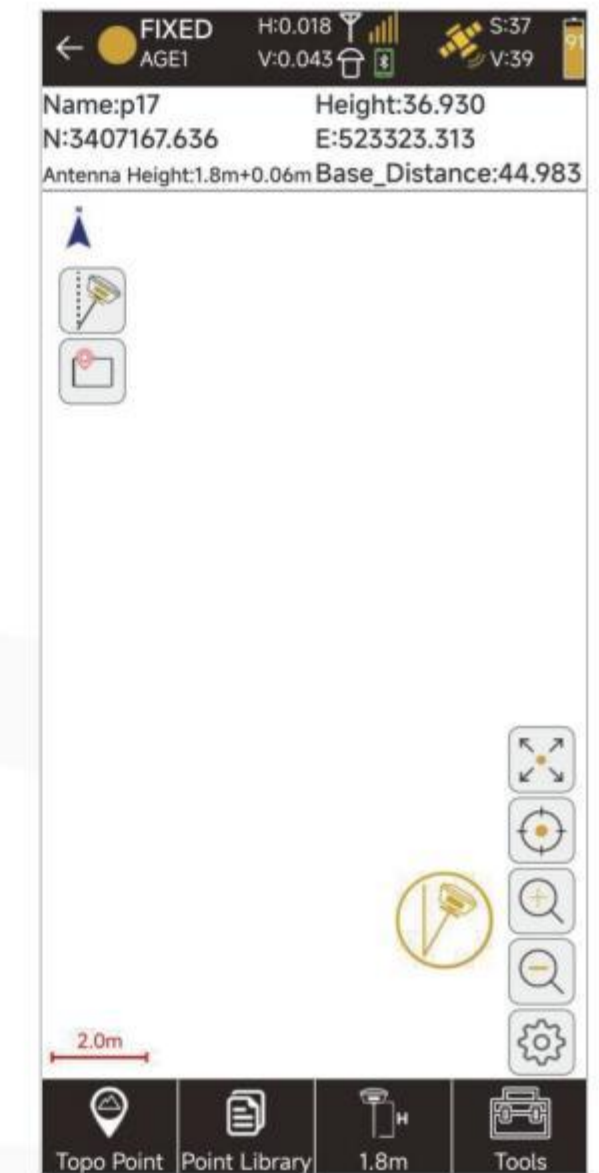 FIXED H:0.018 S:37
AGE1 V:0.043 V:39
91
Name:p17 Height:36.930
N:3407167.636 E:523323.313
Antenna Height:1.8m+0.06m Base_Distance:44.983
N
2.0m
H
Topo Point Point Library 1.8m Tools